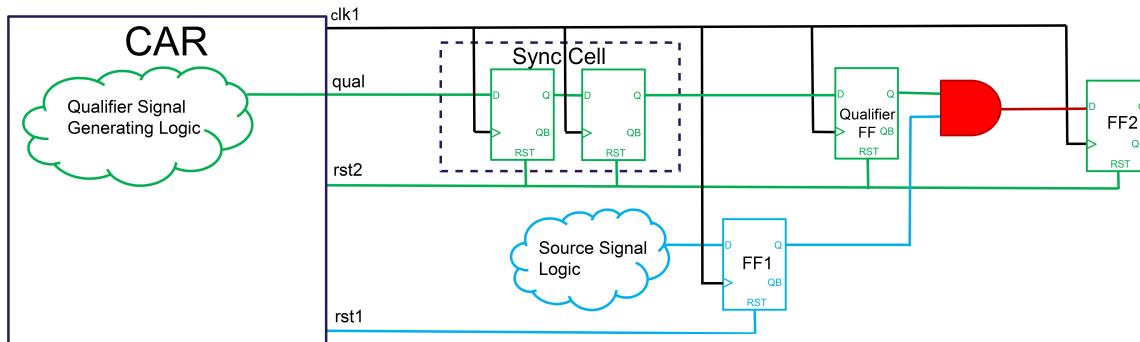 clk1
CAR
Sync Cell
qual
Qualifier Signal
Generating Logic
D
Q
QB
RST
D
Q
QB
RST
D
Q
Qualifier
FF
QB
RST
D
Q
FF2
Q
RST
rst2
Source Signal
Logic
D
Q
FF1
QB
RST
rst1